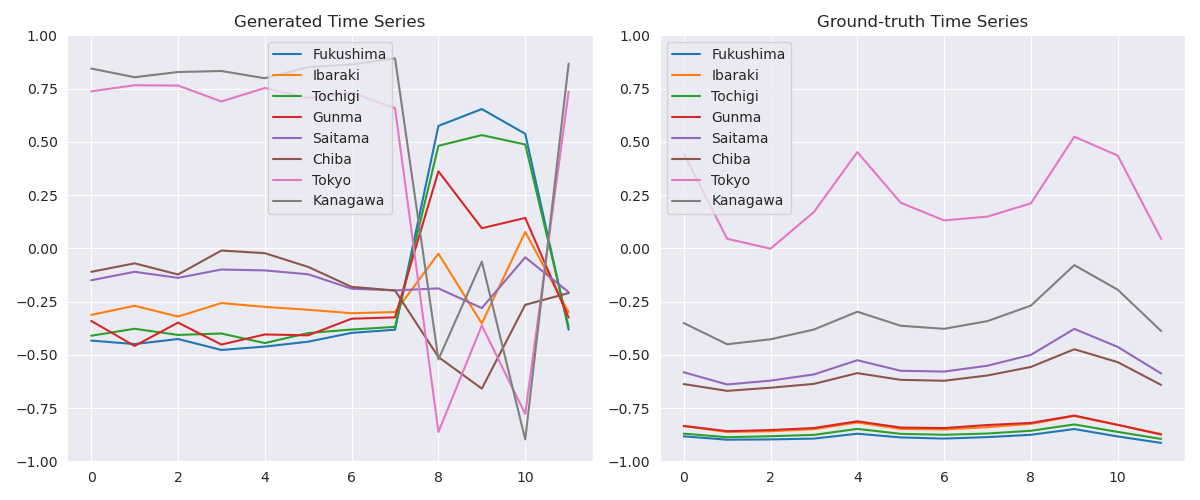 Generated Time Series
1.00
0.75
0.50
0.25
0.00
−0.25
−0.50
−0.75
−1.00
0 2 4 6 8 10
Fukushima
Ibaraki
Tochigi
Gunma
Saitama
Chiba
Tokyo
Kanagawa
Ground-truth Time Series
1.00
0.75
0.50
0.25
0.00
−0.25
−0.50
−0.75
−1.00
0 2 4 6 8 10
Fukushima
Ibaraki
Tochigi
Gunma
Saitama
Chiba
Tokyo
Kanagawa